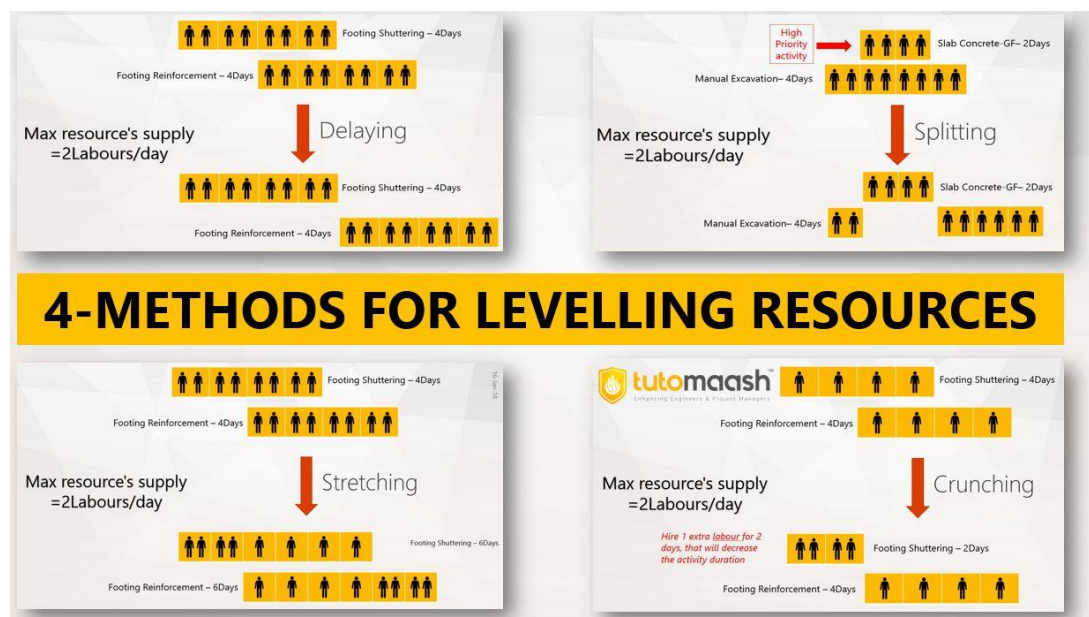 Footing Shuttering – 4Days
Footing Reinforcement – 4Days
Max resource's supply
=2Labours/day
Delaying
Footing Shuttering – 4Days
Footing Reinforcement – 4Days
High
Priority
activity
Slab Concrete-GF– 2Days
Manual Excavation– 4Days
Max resource's supply
=2Labours/day
Splitting
Slab Concrete-GF– 2Days
Manual Excavation– 4Days
4-METHODS FOR LEVELLING RESOURCES
Footing Shuttering – 4Days
16-Jan-18
Footing Reinforcement – 4Days
Max resource's supply
=2Labours/day
Stretching
Footing Shuttering – 6Days
Footing Reinforcement – 6Days
tutomaash™
Enhancing Engineers & Project Managers
Footing Shuttering – 4Days
Footing Reinforcement – 4Days
Max resource's supply
=2Labours/day
Crunching
Hire 1 extra labour for 2
days, that will decrease
the activity duration
Footing Shuttering – 2Days
Footing Reinforcement – 4Days